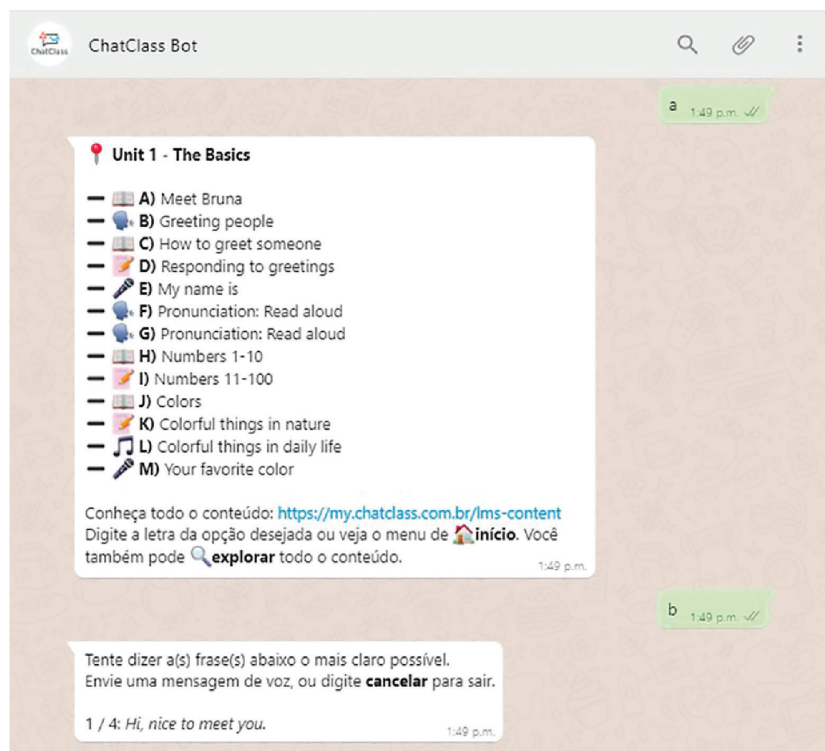 ChatClass
ChatClass Bot
a 1:49 p.m.
Unit 1 - The Basics
A) Meet Bruna
B) Greeting people
C) How to greet someone
D) Responding to greetings
E) My name is
F) Pronunciation: Read aloud
G) Pronunciation: Read aloud
H) Numbers 1-10
I) Numbers 11-100
J) Colors
K) Colorful things in nature
L) Colorful things in daily life
M) Your favorite color
Conheça todo o conteúdo: https://my.chatclass.com.br/lms-content
Digite a letra da opção desejada ou veja o menu de início. Você
também pode explorar todo o conteúdo.
1:49 p.m.
b 1:49 p.m.
Tente dizer a(s) frase(s) abaixo o mais claro possível.
Envie uma mensagem de voz, ou digite cancelar para sair.
1 / 4: Hi, nice to meet you.
1:49 p.m.